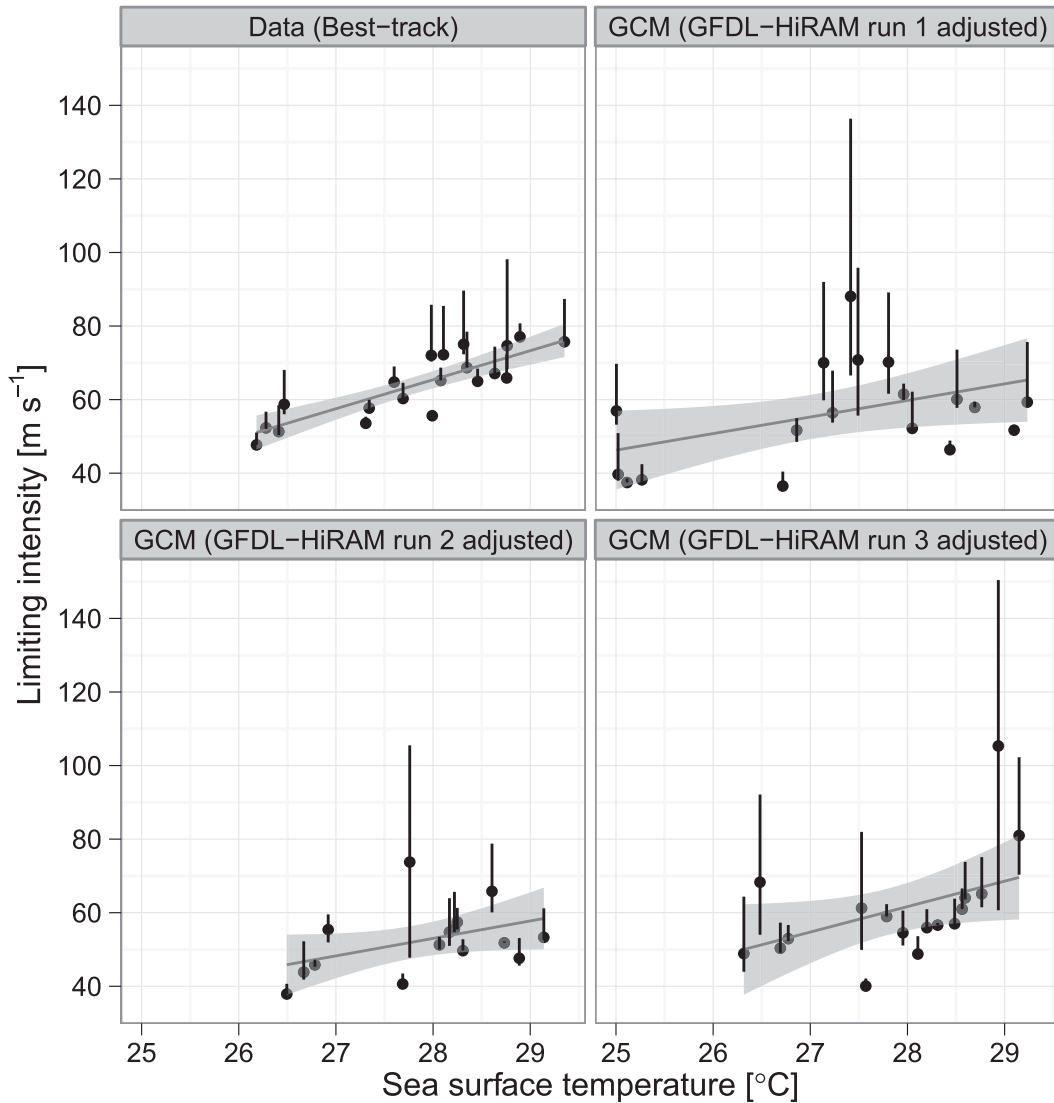 Data (Best−track)
GCM (GFDL−HiRAM run 1 adjusted)
140
120
100
80
60
40
GCM (GFDL−HiRAM run 2 adjusted)
GCM (GFDL−HiRAM run 3 adjusted)
140
120
100
80
60
40
Limiting intensity [m s⁻¹]
25 26 27 28 29
25 26 27 28 29
Sea surface temperature [°C]